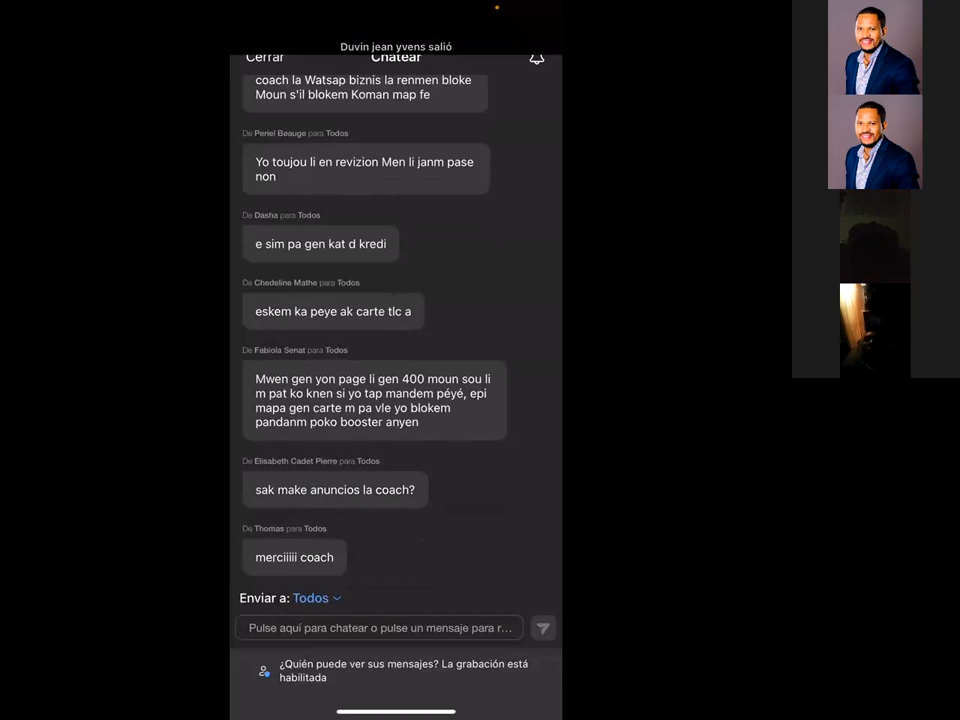 Duvin jean yvens salió
Cerrar
Chatear
coach la Watsap biznis la renmen bloke
Moun s'il blokem Koman map fe
De Periel Beauge para Todos
Yo toujou li en revizion Men li janm pase
non
De Dasha para Todos
e sim pa gen kat d kredi
De Chedeline Mathe para Todos
eskem ka peye ak carte tlc a
De Fabiola Senat para Todos
Mwen gen yon page li gen 400 moun sou li
m pat ko knen si yo tap mandem péyé, epi
mapa gen carte m pa vle yo blokem
pandanm poko booster anyen
De Elisabeth Cadet Pierre para Todos
sak make anuncios la coach?
De Thomas para Todos
merciiiii coach
Enviar a: Todos
Pulse aquí para chatear o pulse un mensaje para r...
¿Quién puede ver sus mensajes? La grabación está
habilitada